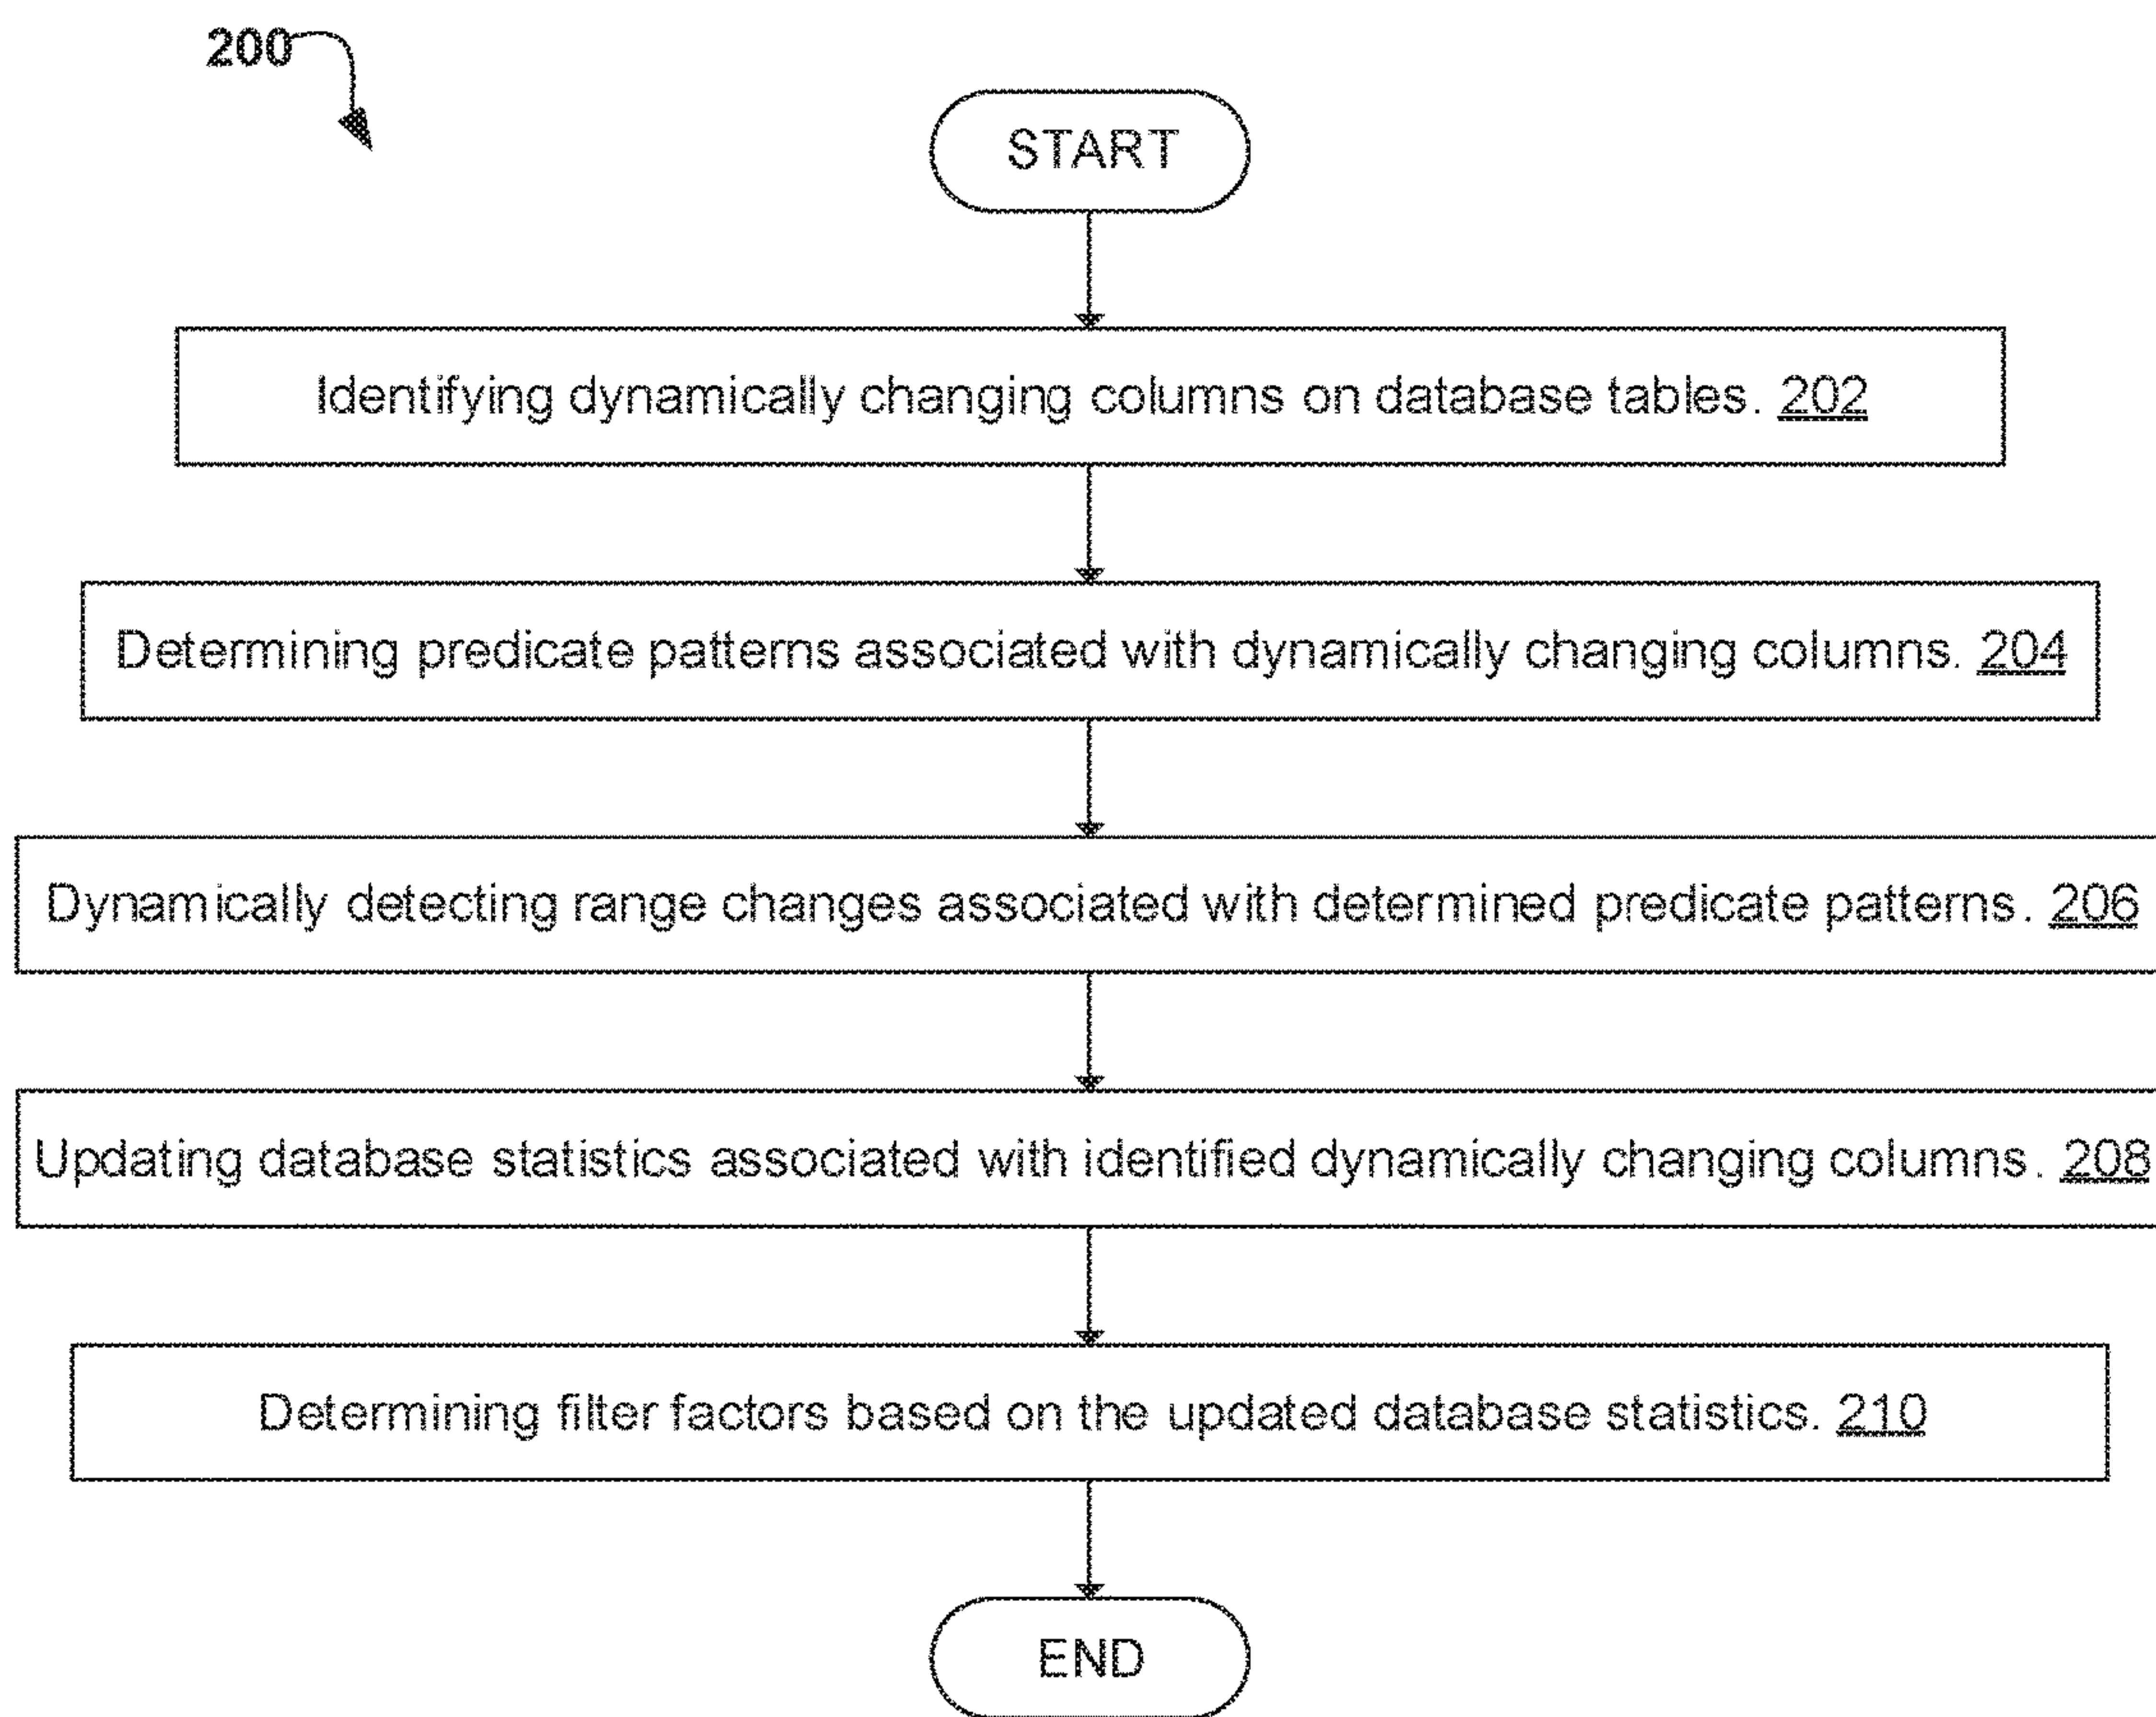 200
START
Identifying dynamically changing columns on database tables. 202
Determining predicate patterns associated with dynamically changing columns. 204
Dynamically detecting range changes associated with determined predicate patterns. 206
Updating database statistics associated with identified dynamically changing columns. 208
Determining filter factors based on the updated database statistics. 210
END